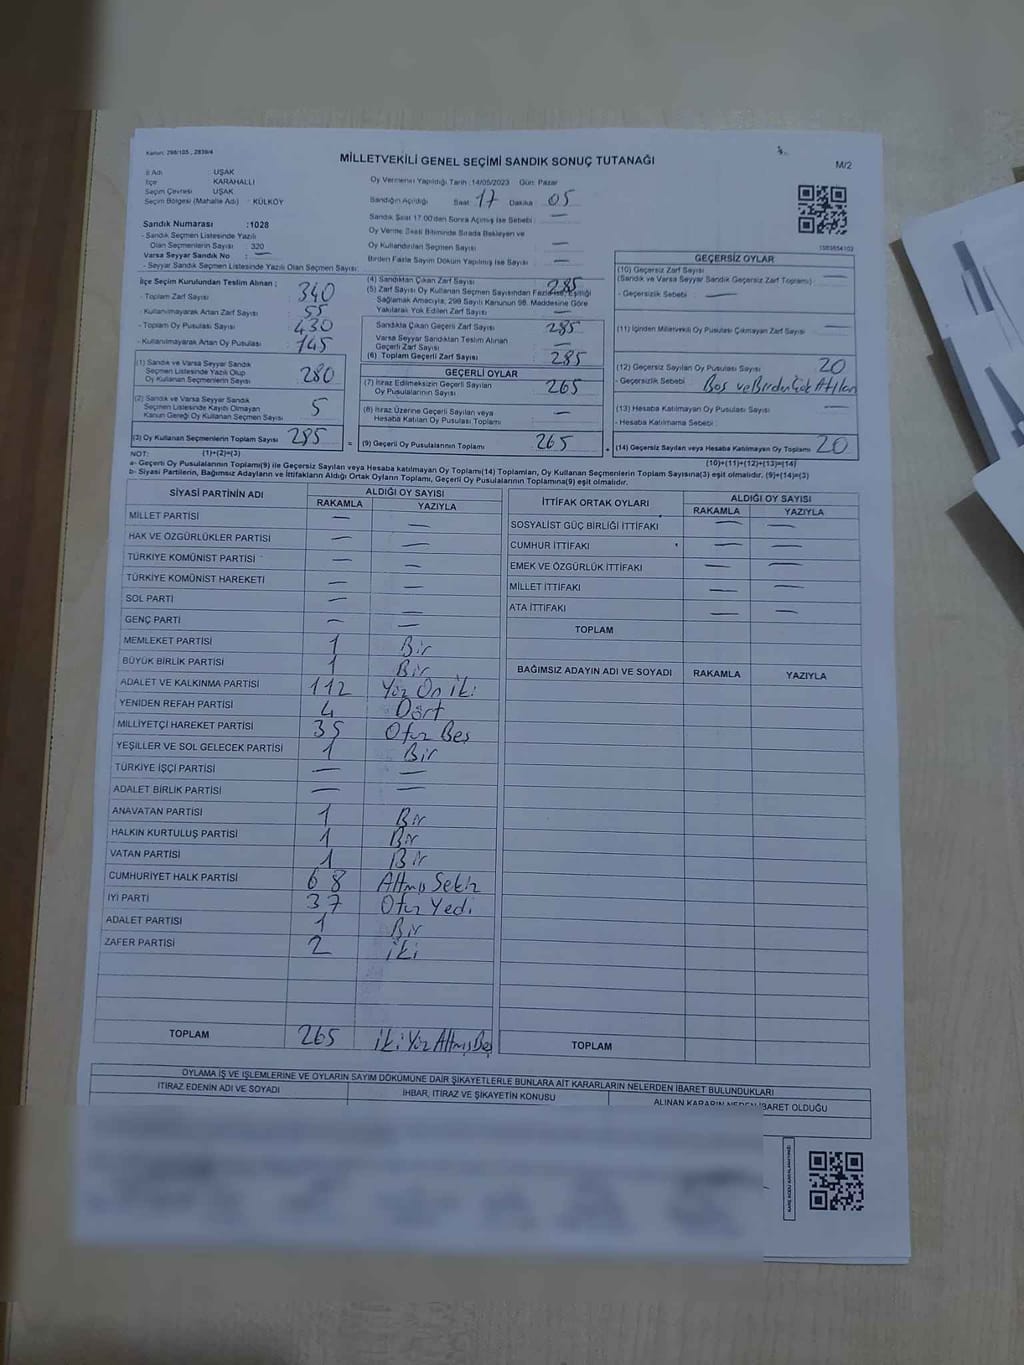 Kanun: 298/105 , 2839/4
MİLLETVEKİLİ GENEL SEÇİMİ SANDIK SONUÇ TUTANAĞI
M/2
İl Adı : UŞAK
İlçe : KARAHALLI
Seçim Çevresi : UŞAK
Seçim Bölgesi (Mahalle Adı) : KÜLKÖY
Sandık Numarası :1028
- Sandık Seçmen Listesinde Yazılı
Olan Seçmenlerin Sayısı : 320
Varsa Seyyar Sandık No : —
- Seyyar Sandık Seçmen Listesinde Yazılı Olan Seçmen Sayısı:
Oy Vermenin Yapıldığı Tarih :14/05/2023 Gün: Pazar
Sandığın Açıldığı Saat : 17 Dakika : 05
Sandık Saat 17.00'den Sonra Açılmış İse Sebebi : —
Oy Verme Saati Bitiminde Sırada Bekleyen ve
Oy Kullandırılan Seçmen Sayısı : —
Birden Fazla Sayım Döküm Yapılmış İse Sayısı : —
İlçe Seçim Kurulundan Teslim Alınan ;
- Toplam Zarf Sayısı : 340
- Kullanılmayarak Artan Zarf Sayısı : 55
- Toplam Oy Pusulası Sayısı : 430
- Kullanılmayarak Artan Oy Pusulası : 145
(1) Sandık ve Varsa Seyyar Sandık
Seçmen Listesinde Yazılı Olup
Oy Kullanan Seçmenlerin Sayısı : 280
(2) Sandık ve Varsa Seyyar Sandık
Seçmen Listesinde Kayıtlı Olmayan
Kanun Gereği Oy Kullanan Seçmen Sayısı : 5
(3) Oy Kullanan Seçmenlerin Toplam Sayısı : 285
(4) Sandıktan Çıkan Zarf Sayısı : 285
(5) Zarf Sayısı Oy Kullanan Seçmen Sayısından Fazla İse, Eşitliği
Sağlamak Amacıyla, 298 Sayılı Kanunun 98. Maddesine Göre
Yakılarak Yok Edilen Zarf Sayısı : —
Sandıkta Çıkan Geçerli Zarf Sayısı : 285
Varsa Seyyar Sandıktan Teslim Alınan
Geçerli Zarf Sayısı : —
(6) Toplam Geçerli Zarf Sayısı : 285
GEÇERLİ OYLAR
(7) İtiraz Edilmeksizin Geçerli Sayılan
Oy Pusulalarının Sayısı : 265
(8) İtiraz Üzerine Geçerli Sayılan veya
Hesaba Katılan Oy Pusulası Toplamı : —
= (9) Geçerli Oy Pusulalarının Toplamı : 265 +
GEÇERSİZ OYLAR
(10) Geçersiz Zarf Sayısı
(Sandık ve Varsa Seyyar Sandık Geçersiz Zarf Toplamı) : —
- Geçersizlik Sebebi : —
(11) İçinden Milletvekili Oy Pusulası Çıkmayan Zarf Sayısı : —
(12) Geçersiz Sayılan Oy Pusulası Sayısı : 20
- Geçersizlik Sebebi : Boş ve Birden Çok Atılan
(13) Hesaba Katılmayan Oy Pusulası Sayısı : —
- Hesaba Katılmama Sebebi :
(14) Geçersiz Sayılan veya Hesaba Katılmayan Oy Toplamı : 20
NOT: (1)+(2)=(3)
(10)+(11)+(12)+(13)=(14)
a- Geçerli Oy Pusulalarının Toplamı(9) ile Geçersiz Sayılan veya Hesaba katılmayan Oy Toplamı(14) Toplamları, Oy Kullanan Seçmenlerin Toplam Sayısına(3) eşit olmalıdır. (9)+(14)=(3)
b- Siyasi Partilerin, Bağımsız Adayların ve İttifakların Aldığı Ortak Oyların Toplamı, Geçerli Oy Pusulalarının Toplamına(9) eşit olmalıdır.
SİYASİ PARTİNİN ADI ALDIĞI OY SAYISI
RAKAMLA YAZIYLA
MİLLET PARTİSİ — —
HAK VE ÖZGÜRLÜKLER PARTİSİ — —
TÜRKİYE KOMÜNİST PARTİSİ — —
TÜRKİYE KOMÜNİST HAREKETİ — —
SOL PARTİ — —
GENÇ PARTİ — —
MEMLEKET PARTİSİ 1 Bir
BÜYÜK BİRLİK PARTİSİ 1 Bir
ADALET VE KALKINMA PARTİSİ 112 Yüz On iki
YENİDEN REFAH PARTİSİ 4 Dört
MİLLİYETÇİ HAREKET PARTİSİ 35 Otuz Beş
YEŞİLLER VE SOL GELECEK PARTİSİ 1 Bir
TÜRKİYE İŞÇİ PARTİSİ — —
ADALET BİRLİK PARTİSİ — —
ANAVATAN PARTİSİ 1 Bir
HALKIN KURTULUŞ PARTİSİ 1 Bir
VATAN PARTİSİ 1 Bir
CUMHURİYET HALK PARTİSİ 68 Altmış Sekiz
İYİ PARTİ 37 Otuz Yedi
ADALET PARTİSİ 1 Bir
ZAFER PARTİSİ 2 iki
TOPLAM 265 iki Yüz Altmış Beş
İTTİFAK ORTAK OYLARI ALDIĞI OY SAYISI
RAKAMLA YAZIYLA
SOSYALİST GÜÇ BİRLİĞİ İTTİFAKI — —
CUMHUR İTTİFAKI — —
EMEK VE ÖZGÜRLÜK İTTİFAKI — —
MİLLET İTTİFAKI — —
ATA İTTİFAKI — —
TOPLAM
BAĞIMSIZ ADAYIN ADI VE SOYADI RAKAMLA YAZIYLA
TOPLAM
OYLAMA İŞ VE İŞLEMLERİNE VE OYLARIN SAYIM DÖKÜMÜNE DAİR ŞİKAYETLERLE BUNLARA AİT KARARLARIN NELERDEN İBARET BULUNDUKLARI
İTİRAZ EDENİN ADI VE SOYADI İHBAR, İTİRAZ VE ŞİKAYETİN KONUSU ALINAN KARARIN NEDEN İBARET OLDUĞU